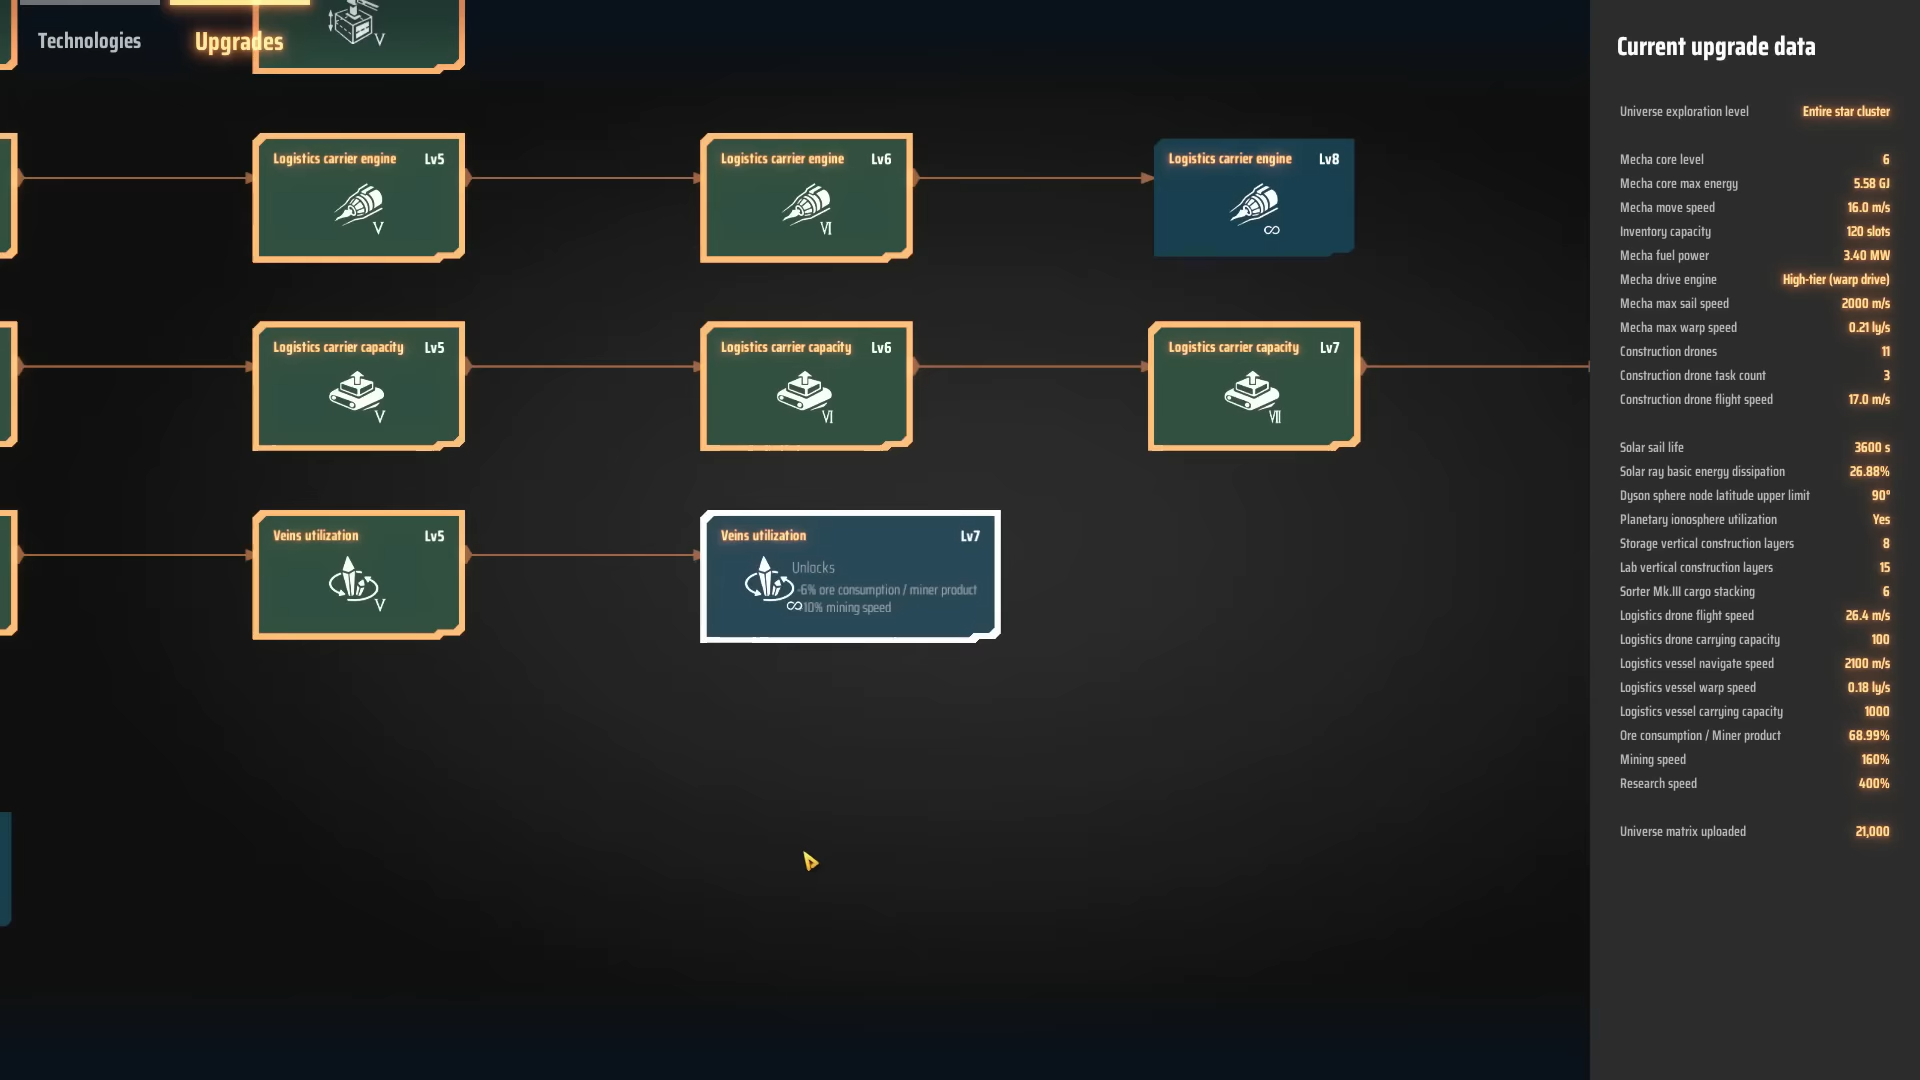 Technologies
Upgrades
V
Logistics carrier engine Lv5
V
Logistics carrier engine Lv6
VI
Logistics carrier engine Lv8
∞
Logistics carrier capacity Lv5
V
Logistics carrier capacity Lv6
VI
Logistics carrier capacity Lv7
VII
Veins utilization Lv5
V
Veins utilization Lv7
Unlocks
-6% ore consumption / miner product
10% mining speed
∞
Current upgrade data
Universe exploration level Entire star cluster
Mecha core level 6
Mecha core max energy 5.58 GJ
Mecha move speed 16.0 m/s
Inventory capacity 120 slots
Mecha fuel power 3.40 MW
Mecha drive engine High-tier (warp drive)
Mecha max sail speed 2000 m/s
Mecha max warp speed 0.21 ly/s
Construction drones 11
Construction drone task count 3
Construction drone flight speed 17.0 m/s
Solar sail life 3600 s
Solar ray basic energy dissipation 26.88%
Dyson sphere node latitude upper limit 90°
Planetary ionosphere utilization Yes
Storage vertical construction layers 8
Lab vertical construction layers 15
Sorter Mk.III cargo stacking 6
Logistics drone flight speed 26.4 m/s
Logistics drone carrying capacity 100
Logistics vessel navigate speed 2100 m/s
Logistics vessel warp speed 0.18 ly/s
Logistics vessel carrying capacity 1000
Ore consumption / Miner product 68.99%
Mining speed 160%
Research speed 400%
Universe matrix uploaded 21,000